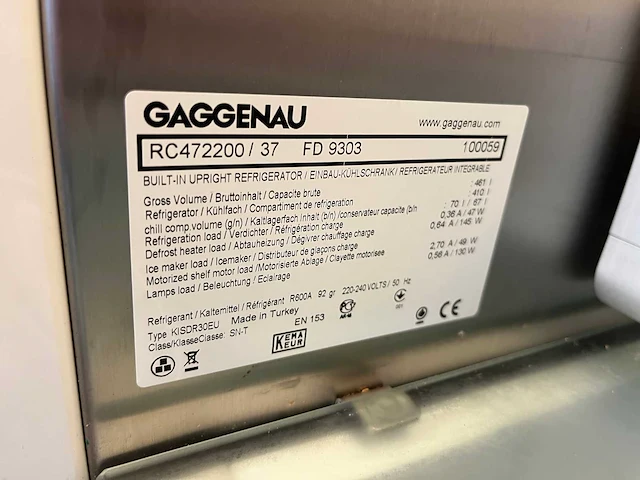 GAGGENAU
www.gaggenau.com
RC472200 / 37 FD 9303 100059
BUILT-IN UPRIGHT REFRIGERATOR / EINBAU-KÜHLSCHRANK / REFRIGERATEUR INTEGRABLE
Gross Volume / Bruttoinhalt / Capacite brute : 461 l
Refrigerator / Kühlfach / Compartiment de refrigeration : 410 l
chill comp.volume (g/n) / Kaltlagerfach Inhalt (b/n) /conservateur capacité (b/n) : 70 l / 67 l
Refrigeration load / Verdichter / Réfrigération charge 0,36 A / 47 W
Defrost heater load / Abtauheizung / Dégivrer chauffage charge 0,64 A / 145 W
Ice maker load / Icemaker / Distributeur de glaçons charge
Motorized shelf motor load / Motorisierte Ablage / Clayette motorisee 2,70 A / 49 W
Lamps load / Beleuchtung / Eclairage 0,56 A / 130 W
Refrigerant / Kältemittel / Réfrigérant R600A 92 gr 220-240 VOLTS / 50 Hz
Type KISDR30EU Made in Turkey
Class/KlasseClasse: SN-T EN 153
KEMA
KEUR
CE